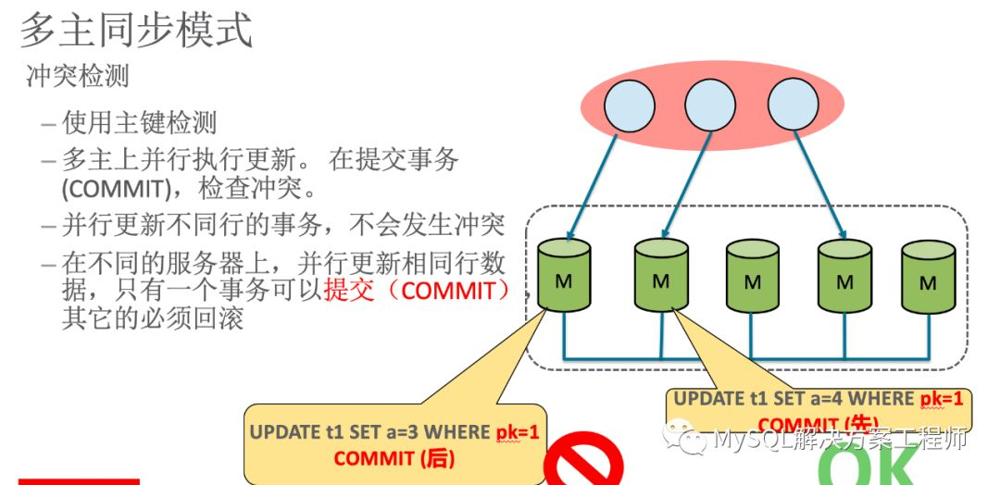 多主同步模式
冲突检测
– 使用主键检测
– 多主上并行执行更新。 在提交事务
(COMMIT)，检查冲突。
– 并行更新不同行的事务，不会发生冲突
– 在不同的服务器上，并行更新相同行数
据，只有一个事务可以提交（COMMIT），
其它的必须回滚
M
M
M
M
M
UPDATE t1 SET a=3 WHERE pk=1
COMMIT (后)
UPDATE t1 SET a=4 WHERE pk=1
COMMIT (先)
MySQL解决方案工程师
OK